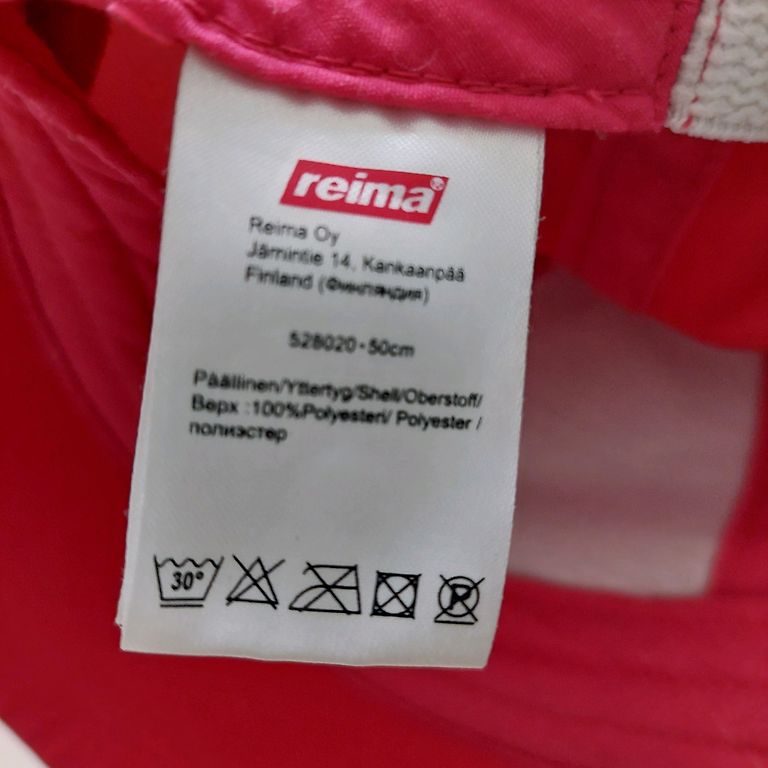 reima®
Reima Oy
Jämintie 14, Kankaanpää
Finland (Финляндия)
528020·50cm
Päällinen/Yttertyg/Shell/Oberstoff/
Верх :100%Polyesteri/ Polyester /
полиэстер
30°
P